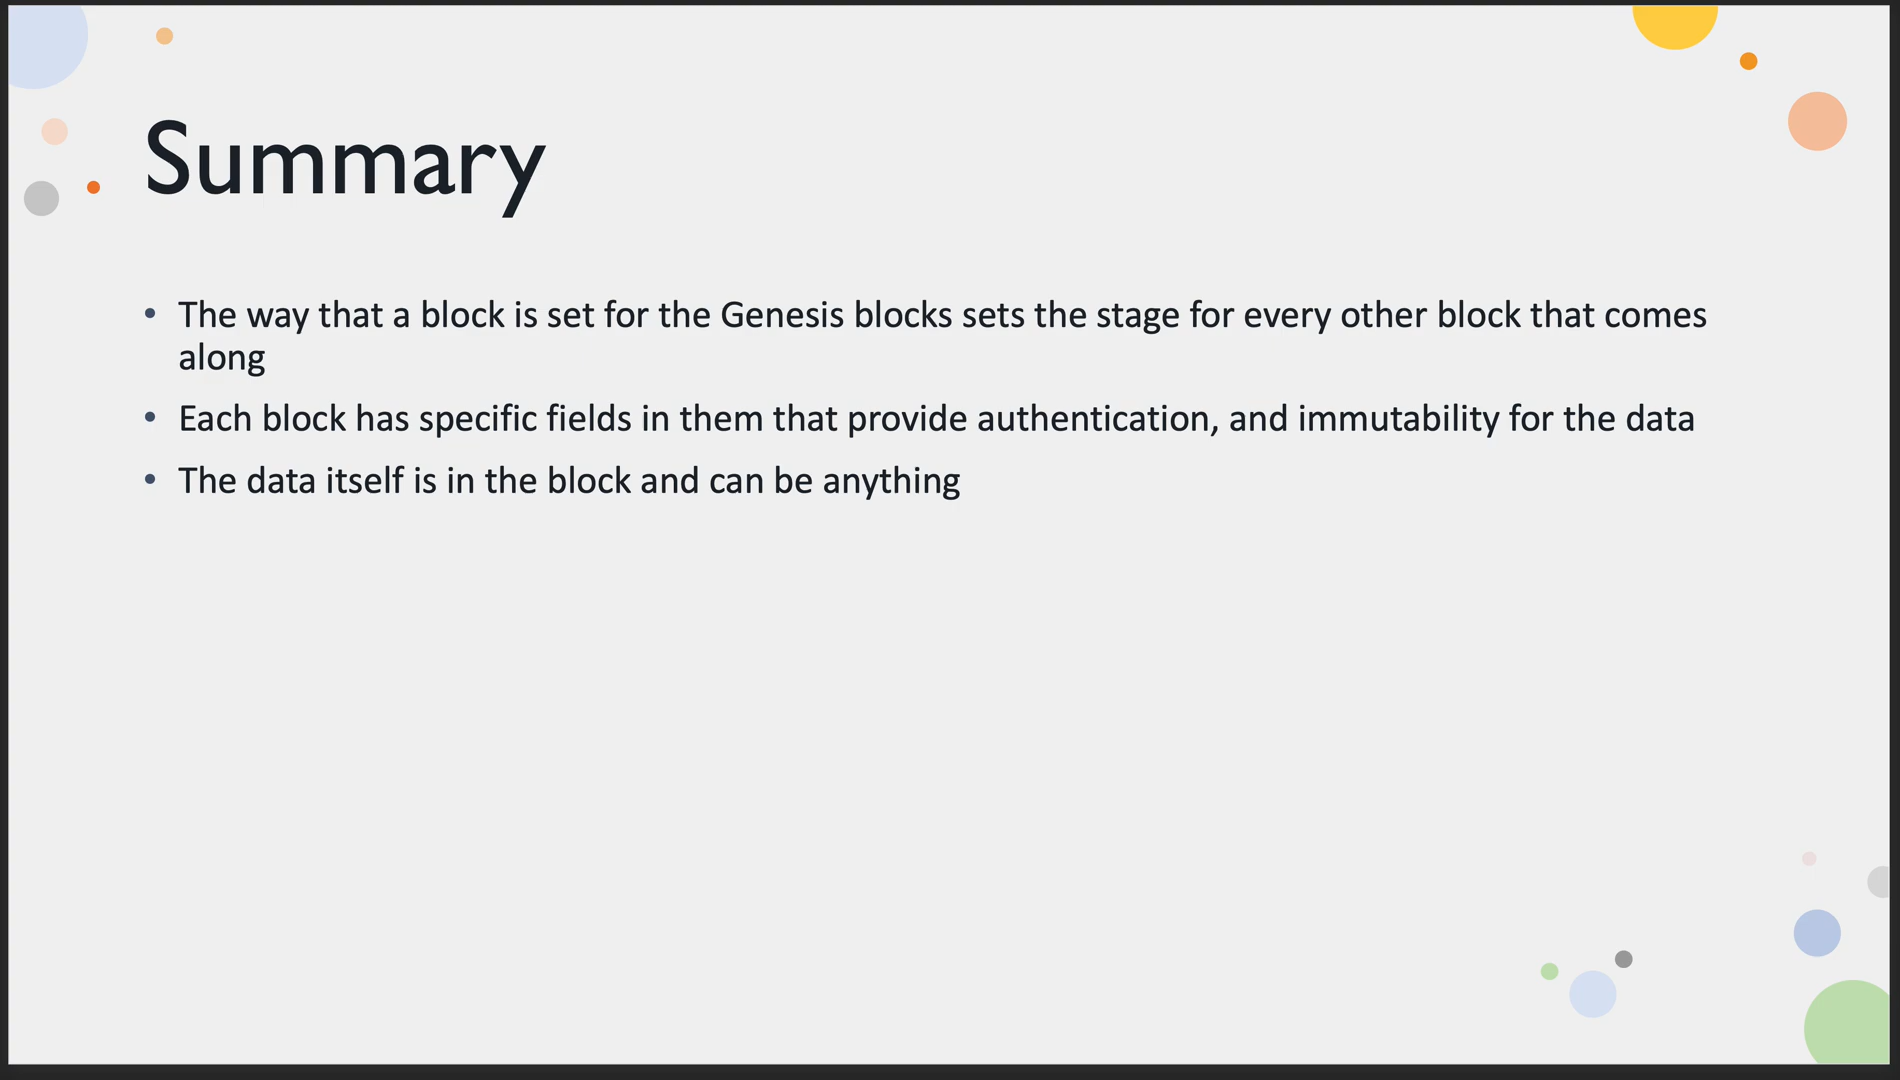 Summary
• The way that a block is set for the Genesis blocks sets the stage for every other block that comes
along
• Each block has specific fields in them that provide authentication, and immutability for the data
• The data itself is in the block and can be anything